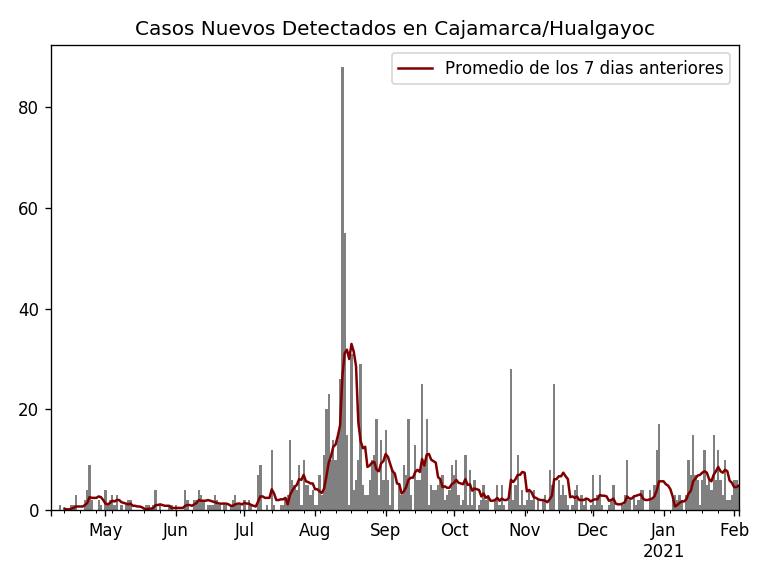 Casos Nuevos Detectados en Cajamarca/Hualgayoc
Promedio de los 7 dias anteriores
80
60
40
20
0
May Jun Jul Aug Sep Oct Nov Dec Jan Feb
2021